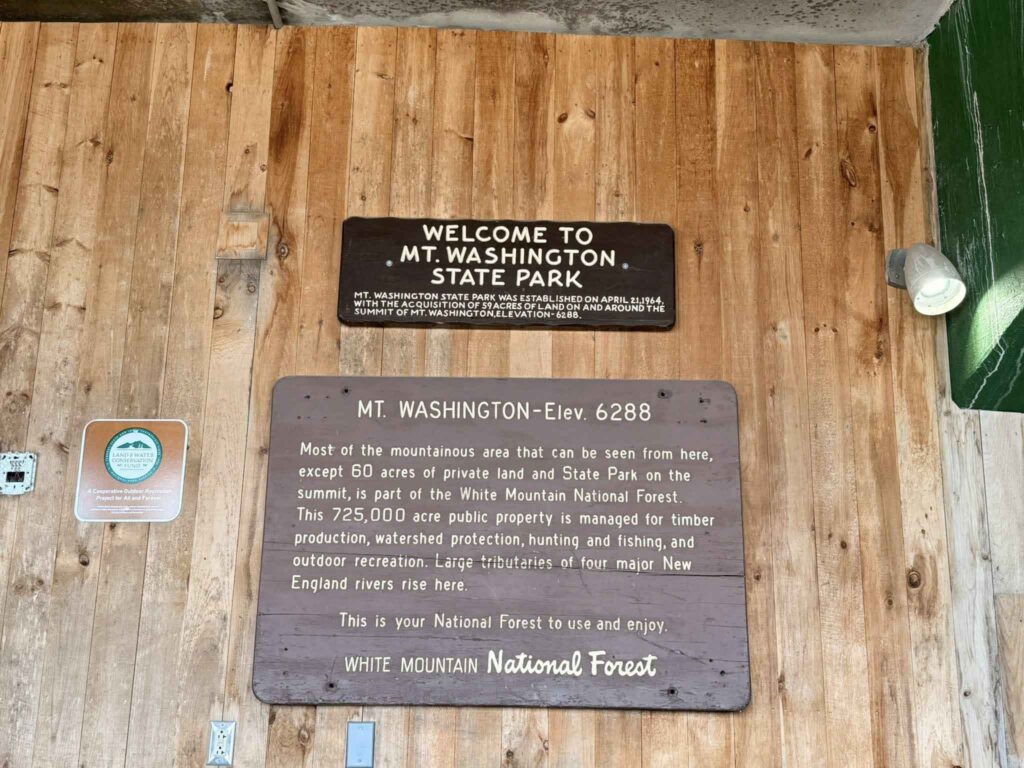 WELCOME TO
MT. WASHINGTON
STATE PARK
MT. WASHINGTON STATE PARK WAS ESTABLISHED ON APRIL 21,1964,
WITH THE ACQUISITION OF 59 ACRES OF LAND ON AND AROUND THE
SUMMIT OF MT. WASHINGTON, ELEVATION-6288.
MT. WASHINGTON-Elev. 6288
Most of the mountainous area that can be seen from here,
except 60 acres of private land and State Park on the
summit, is part of the White Mountain National Forest.
This 725,000 acre public property is managed for timber
production, watershed protection, hunting and fishing, and
outdoor recreation. Large tributaries of four major New
England rivers rise here.
This is your National Forest to use and enjoy.
WHITE MOUNTAIN National Forest
LAND & WATER
CONSERVATION
FUND
A Cooperative Outdoor Recreation
Project for All and Forever